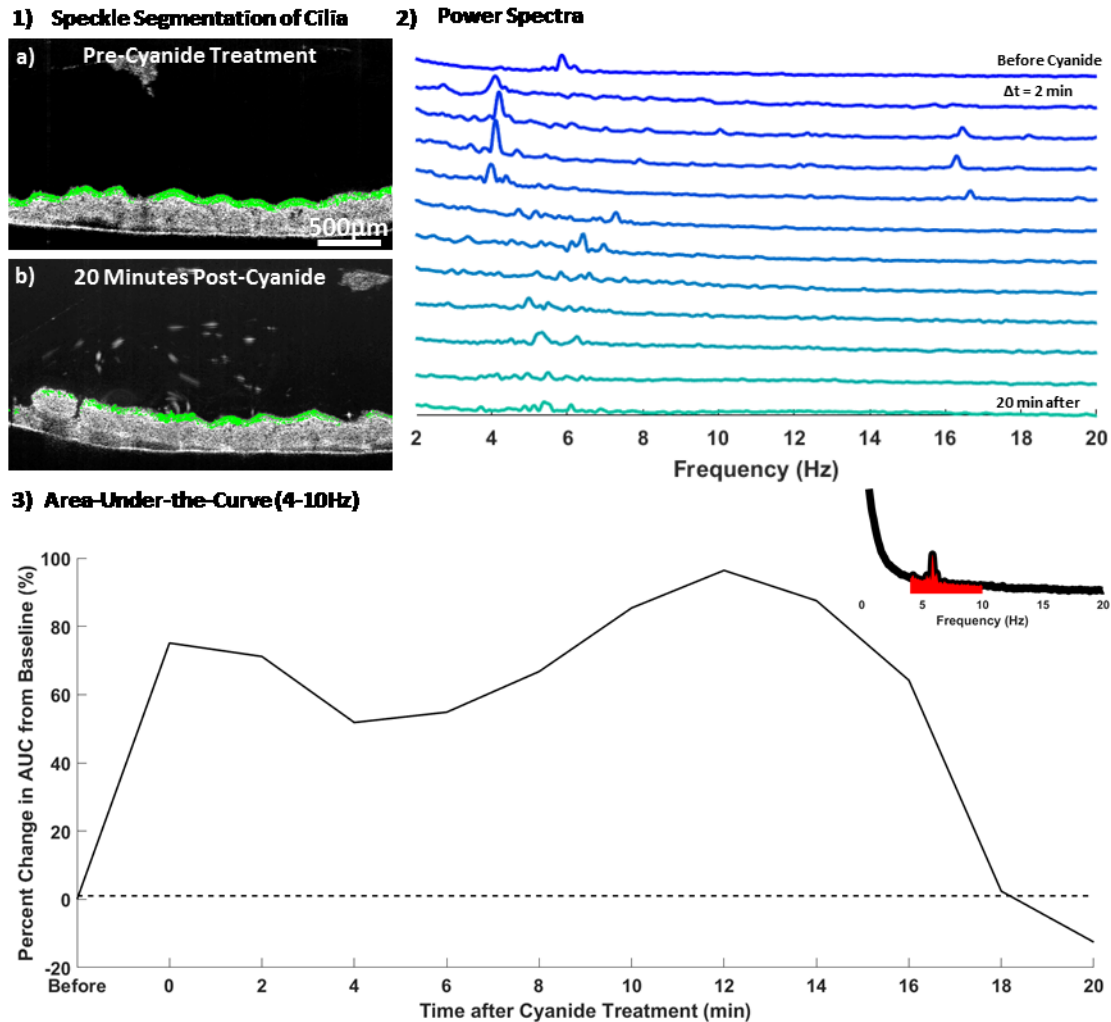 1) Speckle Segmentation of Cilia
a) Pre-Cyanide Treatment
500μm
b) 20 Minutes Post-Cyanide
2) Power Spectra
Before Cyanide
Δt = 2 min
20 min after
2 4 6 8 10 12 14 16 18 20
Frequency (Hz)
3) Area-Under-the-Curve (4-10Hz)
0 5 10 15 20
Frequency (Hz)
Percent Change in AUC from Baseline (%)
100
80
60
40
20
0
-20
Before 0 2 4 6 8 10 12 14 16 18 20
Time after Cyanide Treatment (min)